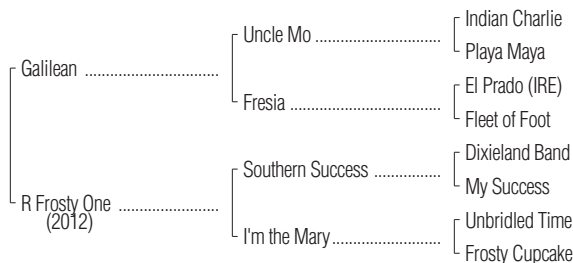 Indian Charlie
Uncle Mo ........................................
Playa Maya
Galilean ...........................................
El Prado (IRE)
Fresia ................................................
Fleet of Foot
Dixieland Band
Southern Success .....................
My Success
R Frosty One ................................
(2012)
Unbridled Time
I'm the Mary...................................
Frosty Cupcake